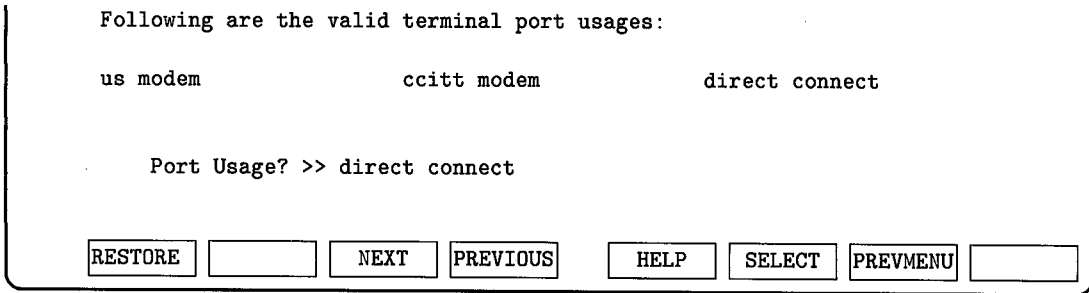 Following are the valid terminal port usages:
us modem ccitt modem direct connect
Port Usage? >> direct connect
RESTORE NEXT PREVIOUS HELP SELECT PREVMENU